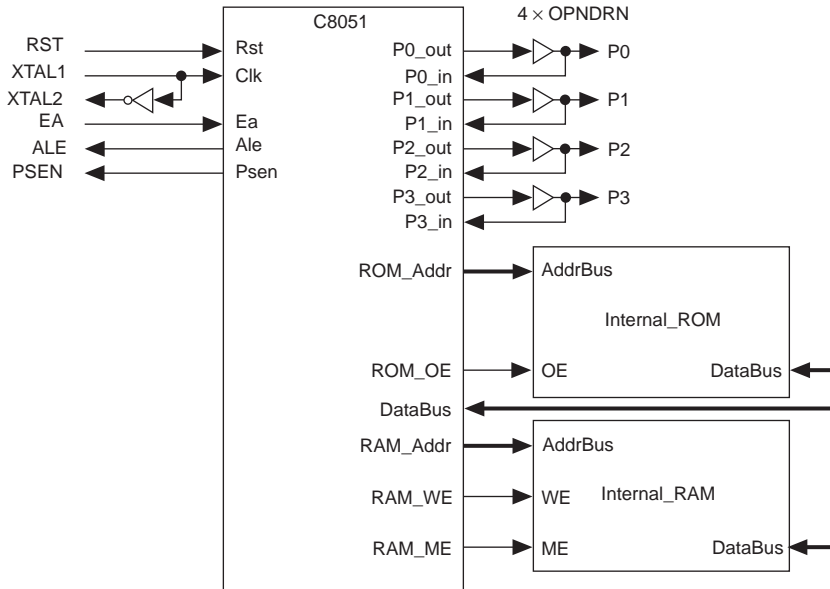 C8051
4 × OPNDRN
RST
Rst
P0_out
P0
XTAL1
Clk
P0_in
XTAL2
P1_out
P1
EA
Ea
P1_in
ALE
Ale
P2_out
P2
PSEN
Psen
P2_in
P3_out
P3
P3_in
ROM_Addr
AddrBus
Internal_ROM
ROM_OE
OE
DataBus
DataBus
RAM_Addr
AddrBus
RAM_WE
WE
Internal_RAM
RAM_ME
ME
DataBus